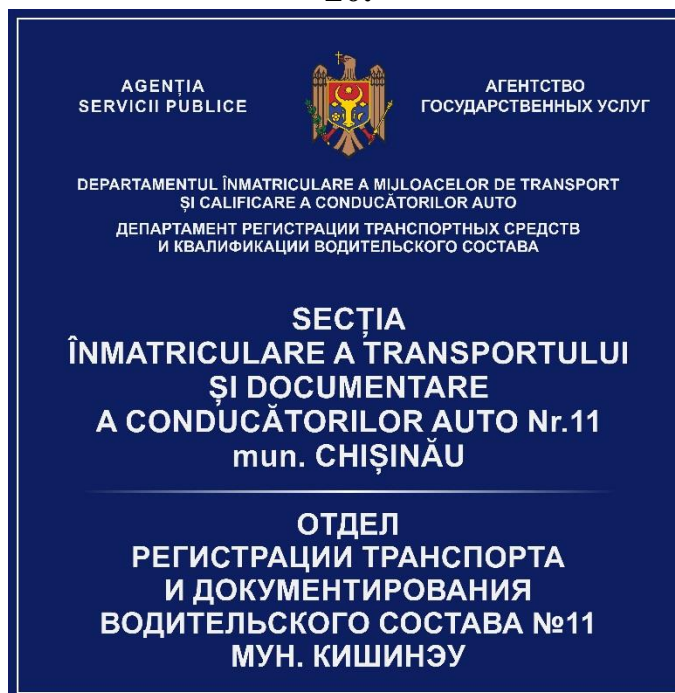 AGENȚIA
SERVICII PUBLICE
АГЕНТСТВО
ГОСУДАРСТВЕННЫХ УСЛУГ
DEPARTAMENTUL ÎNMATRICULARE A MIJLOACELOR DE TRANSPORT
ȘI CALIFICARE A CONDUCĂTORILOR AUTO
ДЕПАРТАМЕНТ РЕГИСТРАЦИИ ТРАНСПОРТНЫХ СРЕДСТВ
И КВАЛИФИКАЦИИ ВОДИТЕЛЬСКОГО СОСТАВА
SECȚIA
ÎNMATRICULARE A TRANSPORTULUI
ȘI DOCUMENTARE
A CONDUCĂTORILOR AUTO Nr.11
mun. CHIȘINĂU
ОТДЕЛ
РЕГИСТРАЦИИ ТРАНСПОРТА
И ДОКУМЕНТИРОВАНИЯ
ВОДИТЕЛЬСКОГО СОСТАВА №11
МУН. КИШИНЭУ